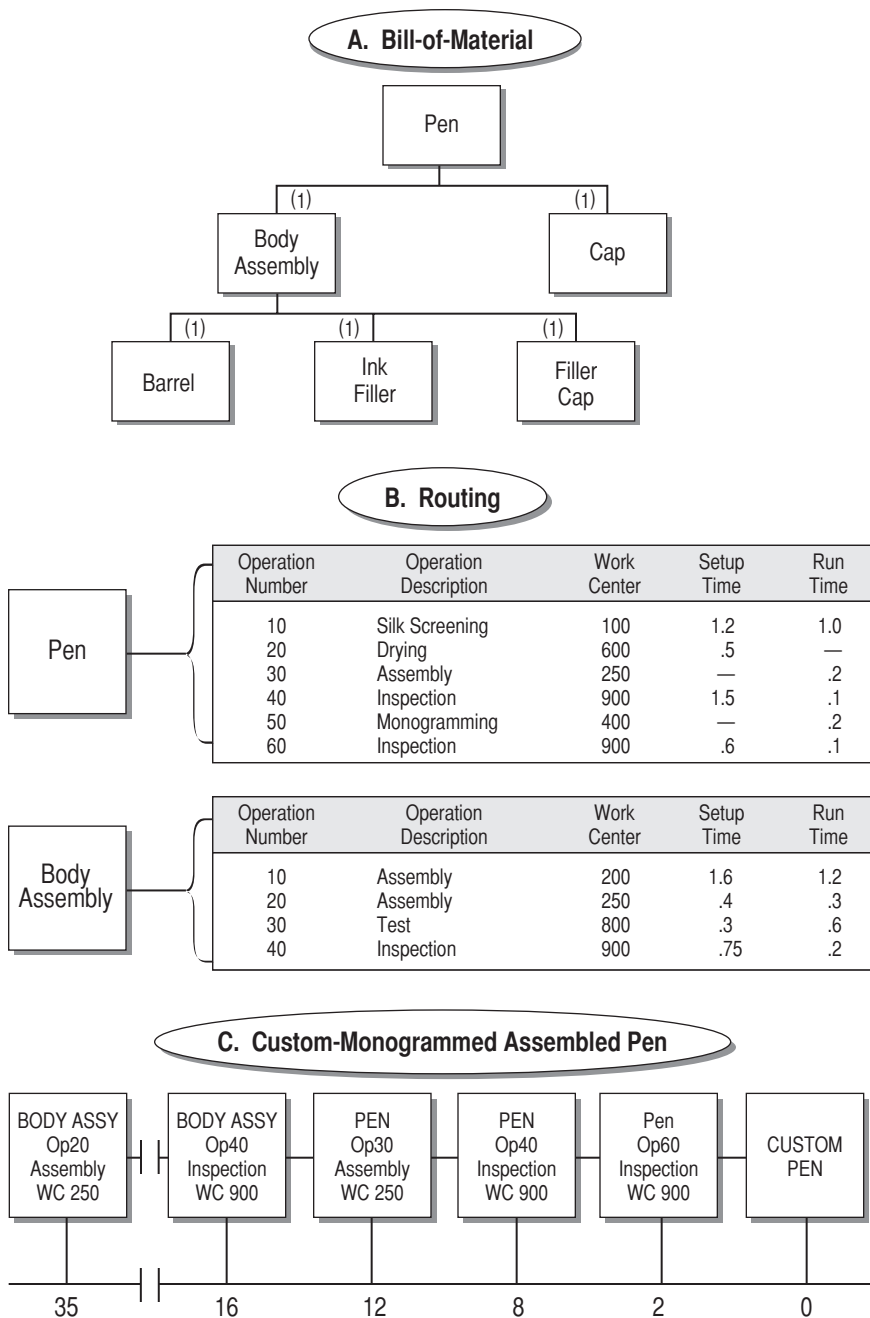 A. Bill-of-Material
Pen
(1) (1)
Body
Assembly
Cap
(1) (1) (1)
Barrel
Ink
Filler
Filler
Cap
B. Routing
Pen
Operation Operation Work Setup Run
Number Description Center Time Time
10 Silk Screening 100 1.2 1.0
20 Drying 600 .5 —
30 Assembly 250 — .2
40 Inspection 900 1.5 .1
50 Monogramming 400 — .2
60 Inspection 900 .6 .1
Body
Assembly
Operation Operation Work Setup Run
Number Description Center Time Time
10 Assembly 200 1.6 1.2
20 Assembly 250 .4 .3
30 Test 800 .3 .6
40 Inspection 900 .75 .2
C. Custom-Monogrammed Assembled Pen
BODY ASSY
Op20
Assembly
WC 250
BODY ASSY
Op40
Inspection
WC 900
PEN
Op30
Assembly
WC 250
PEN
Op40
Inspection
WC 900
Pen
Op60
Inspection
WC 900
CUSTOM
PEN
35 16 12 8 2 0